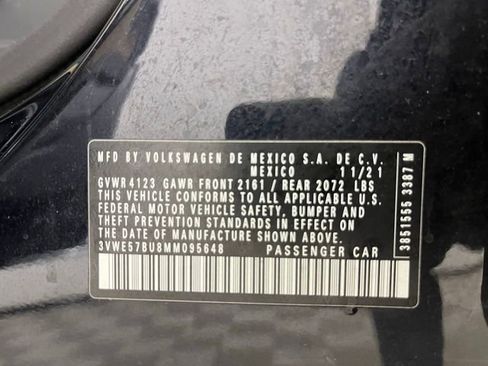 MFD BY VOLKSWAGEN DE MEXICO S.A. DE C.V.
MEXICO 11/21
GVWR 4123 GAWR FRONT 2161 / REAR 2072 LBS
THIS VEHICLE CONFORMS TO ALL APPLICABLE U.S.
FEDERAL MOTOR VEHICLE SAFETY, BUMPER AND
THEFT PREVENTION STANDARDS IN EFFECT ON
THE DATE OF MANUFACTURE SHOWN ABOVE.
3VWE57BU8MM095648 PASSENGER CAR
3851555 3387 M